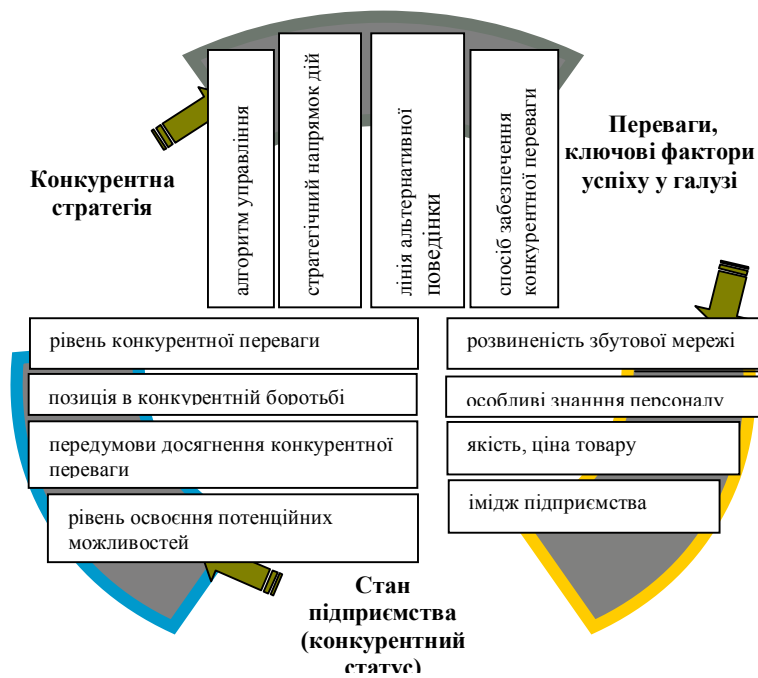 алгоритм управління
стратегічний напрямок дій
лінія альтернативної
поведінки
спосіб забезпечення
конкурентної переваги
Конкурентна
стратегія
Переваги,
ключові фактори
успіху у галузі
рівень конкурентної переваги
позиція в конкурентній боротьбі
передумови досягнення конкурентної
переваги
рівень освоєння потенційних
можливостей
розвиненість збутової мережі
особливі знанння персоналу
якість, ціна товару
імідж підприємства
Стан
підприємства
(конкурентний
статус)